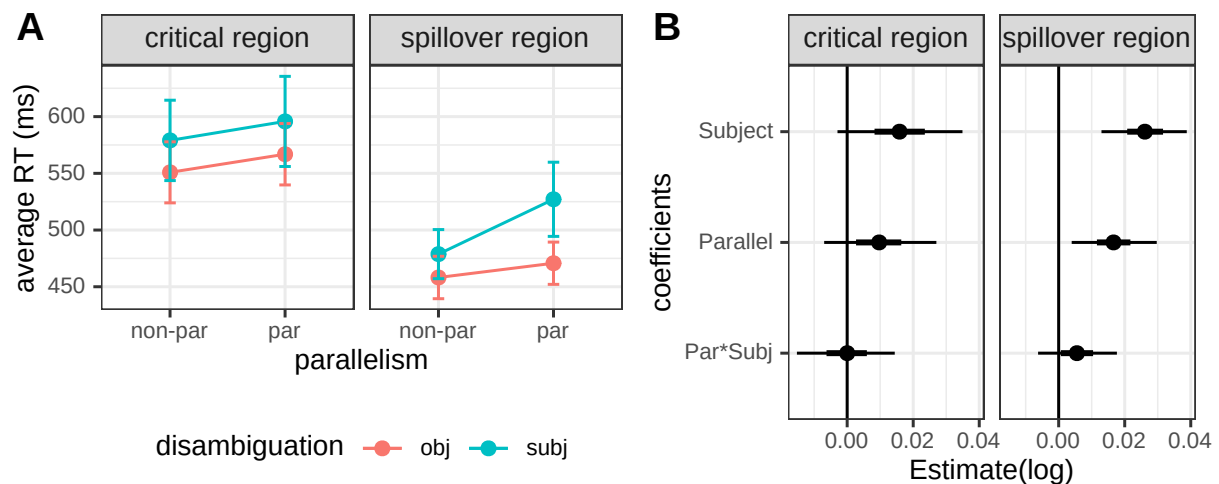 A
critical region
spillover region
average RT (ms)
600
550
500
450
non-par
par
non-par
par
parallelism
disambiguation
obj
subj
B
critical region
spillover region
coefficients
Subject
Parallel
Par*Subj
0.00
0.02
0.04
0.00
0.02
0.04
Estimate(log)